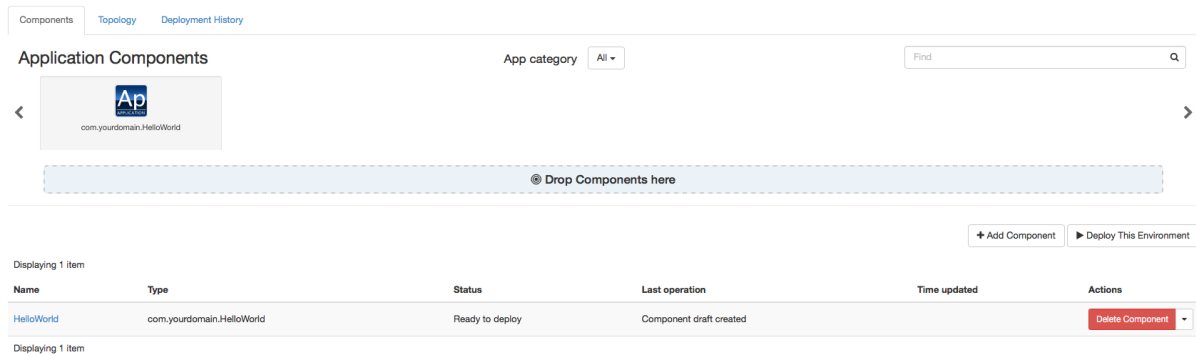 Components Topology Deployment History
Application Components App category All Find
Ap
APPLICATION
com.yourdomain.HelloWorld
Drop Components here
Add Component Deploy This Environment
Displaying 1 item
Name Type Status Last operation Time updated Actions
HelloWorld com.yourdomain.HelloWorld Ready to deploy Component draft created Delete Component
Displaying 1 item